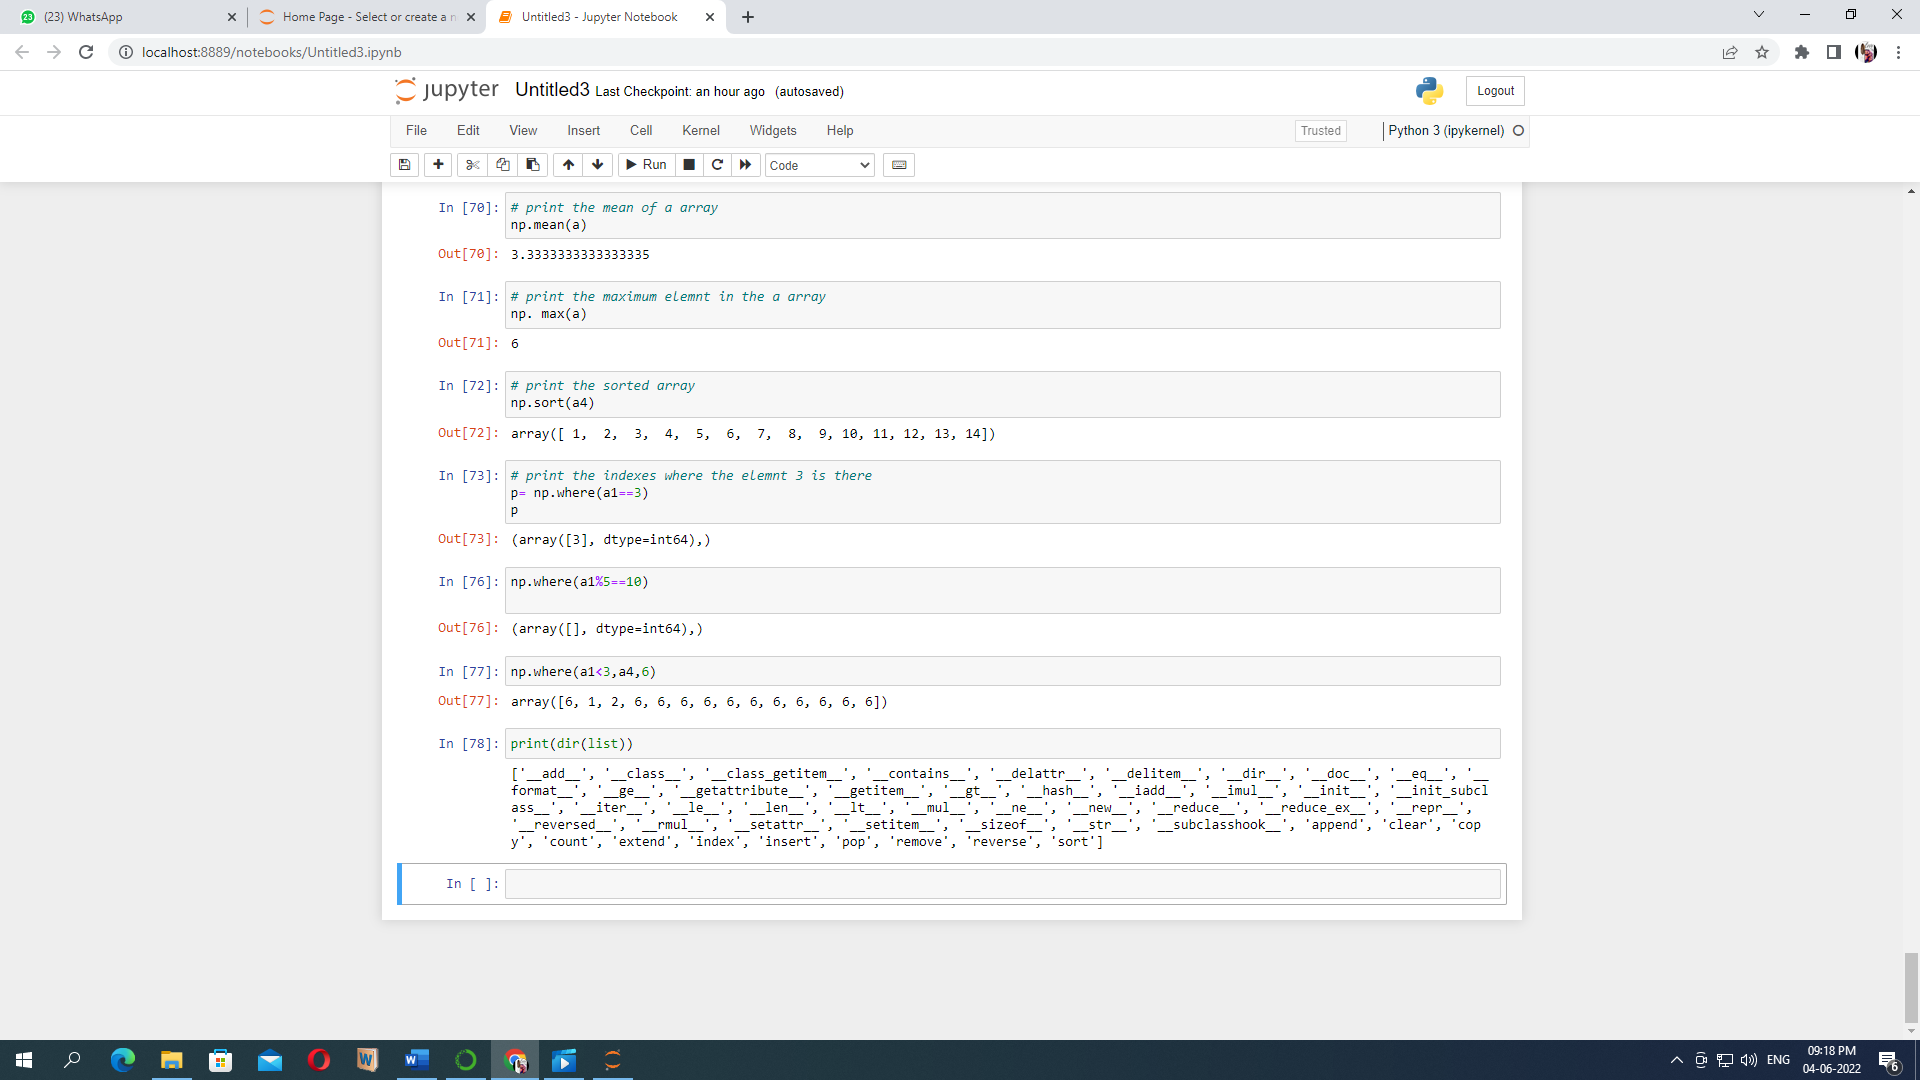 (23) WhatsApp
Home Page - Select or create a n
Untitled3 - Jupyter Notebook
localhost:8889/notebooks/Untitled3.ipynb
jupyter Untitled3 Last Checkpoint: an hour ago (autosaved)
Logout
File Edit View Insert Cell Kernel Widgets Help
Trusted
Python 3 (ipykernel)
Run
Code
In [70]: # print the mean of a array
np.mean(a)
Out[70]: 3.3333333333333335
In [71]: # print the maximum elemnt in the a array
np. max(a)
Out[71]: 6
In [72]: # print the sorted array
np.sort(a4)
Out[72]: array([ 1,  2,  3,  4,  5,  6,  7,  8,  9, 10, 11, 12, 13, 14])
In [73]: # print the indexes where the elemnt 3 is there
p= np.where(a1==3)
p
Out[73]: (array([3], dtype=int64),)
In [76]: np.where(a1%5==10)
Out[76]: (array([], dtype=int64),)
In [77]: np.where(a1<3,a4,6)
Out[77]: array([6, 1, 2, 6, 6, 6, 6, 6, 6, 6, 6, 6, 6, 6])
In [78]: print(dir(list))
['__add__', '__class__', '__class_getitem__', '__contains__', '__delattr__', '__delitem__', '__dir__', '__doc__', '__eq__', '__
format__', '__ge__', '__getattribute__', '__getitem__', '__gt__', '__hash__', '__iadd__', '__imul__', '__init__', '__init_subcl
ass__', '__iter__', '__le__', '__len__', '__lt__', '__mul__', '__ne__', '__new__', '__reduce__', '__reduce_ex__', '__repr__',
'__reversed__', '__rmul__', '__setattr__', '__setitem__', '__sizeof__', '__str__', '__subclasshook__', 'append', 'clear', 'cop
y', 'count', 'extend', 'index', 'insert', 'pop', 'remove', 'reverse', 'sort']
In [ ]:
ENG
09:18 PM
04-06-2022
6